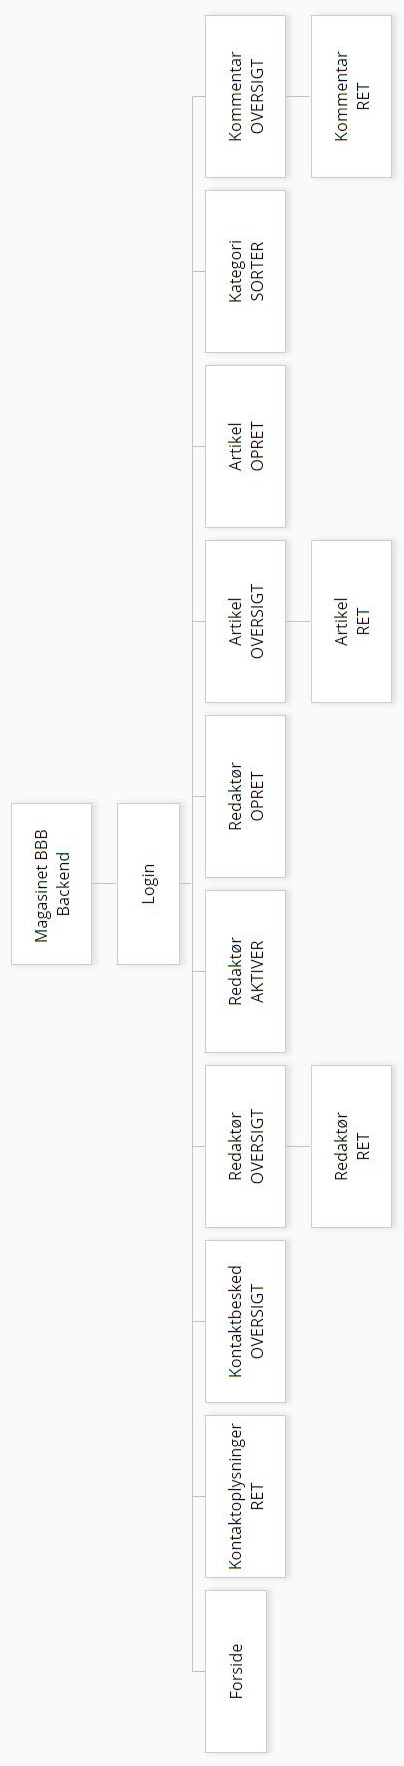 Magasinet BBB
Backend
Login
Forside
Kontaktoplysninger
RET
Kontaktbesked
OVERSIGT
Redaktør
OVERSIGT
Redaktør
AKTIVER
Redaktør
OPRET
Artikel
OVERSIGT
Artikel
OPRET
Kategori
SORTER
Kommentar
OVERSIGT
Redaktør
RET
Artikel
RET
Kommentar
RET